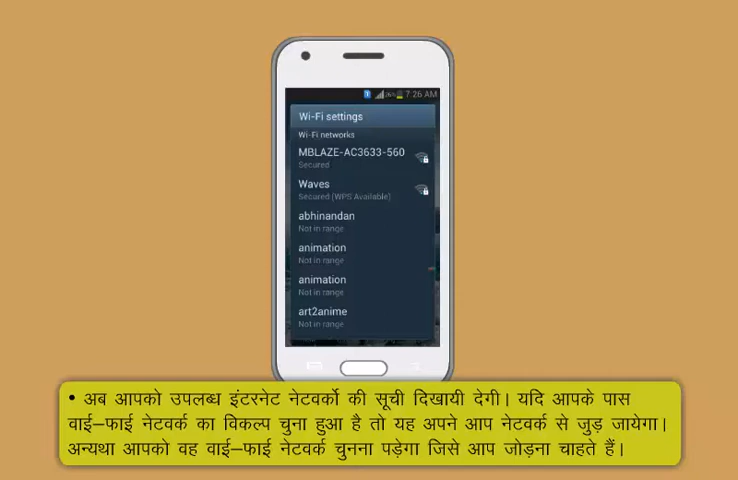 26% 7:26 AM
Wi-Fi settings
Wi-Fi networks
MBLAZE-AC3633-560
Secured
Waves
Secured (WPS Available)
abhinandan
Not in range
animation
Not in range
animation
Not in range
art2anime
Not in range
• अब आपको उपलब्ध इंटरनेट नेटवर्को की सूची दिखायी देगी। यदि आपके पास
वाई–फाई नेटवर्क का विकल्प चुना हुआ है तो यह अपने आप नेटवर्क से जुड़ जायेगा।
अन्यथा आपको वह वाई–फाई नेटवर्क चुनना पड़ेगा जिसे आप जोड़ना चाहते हैं।